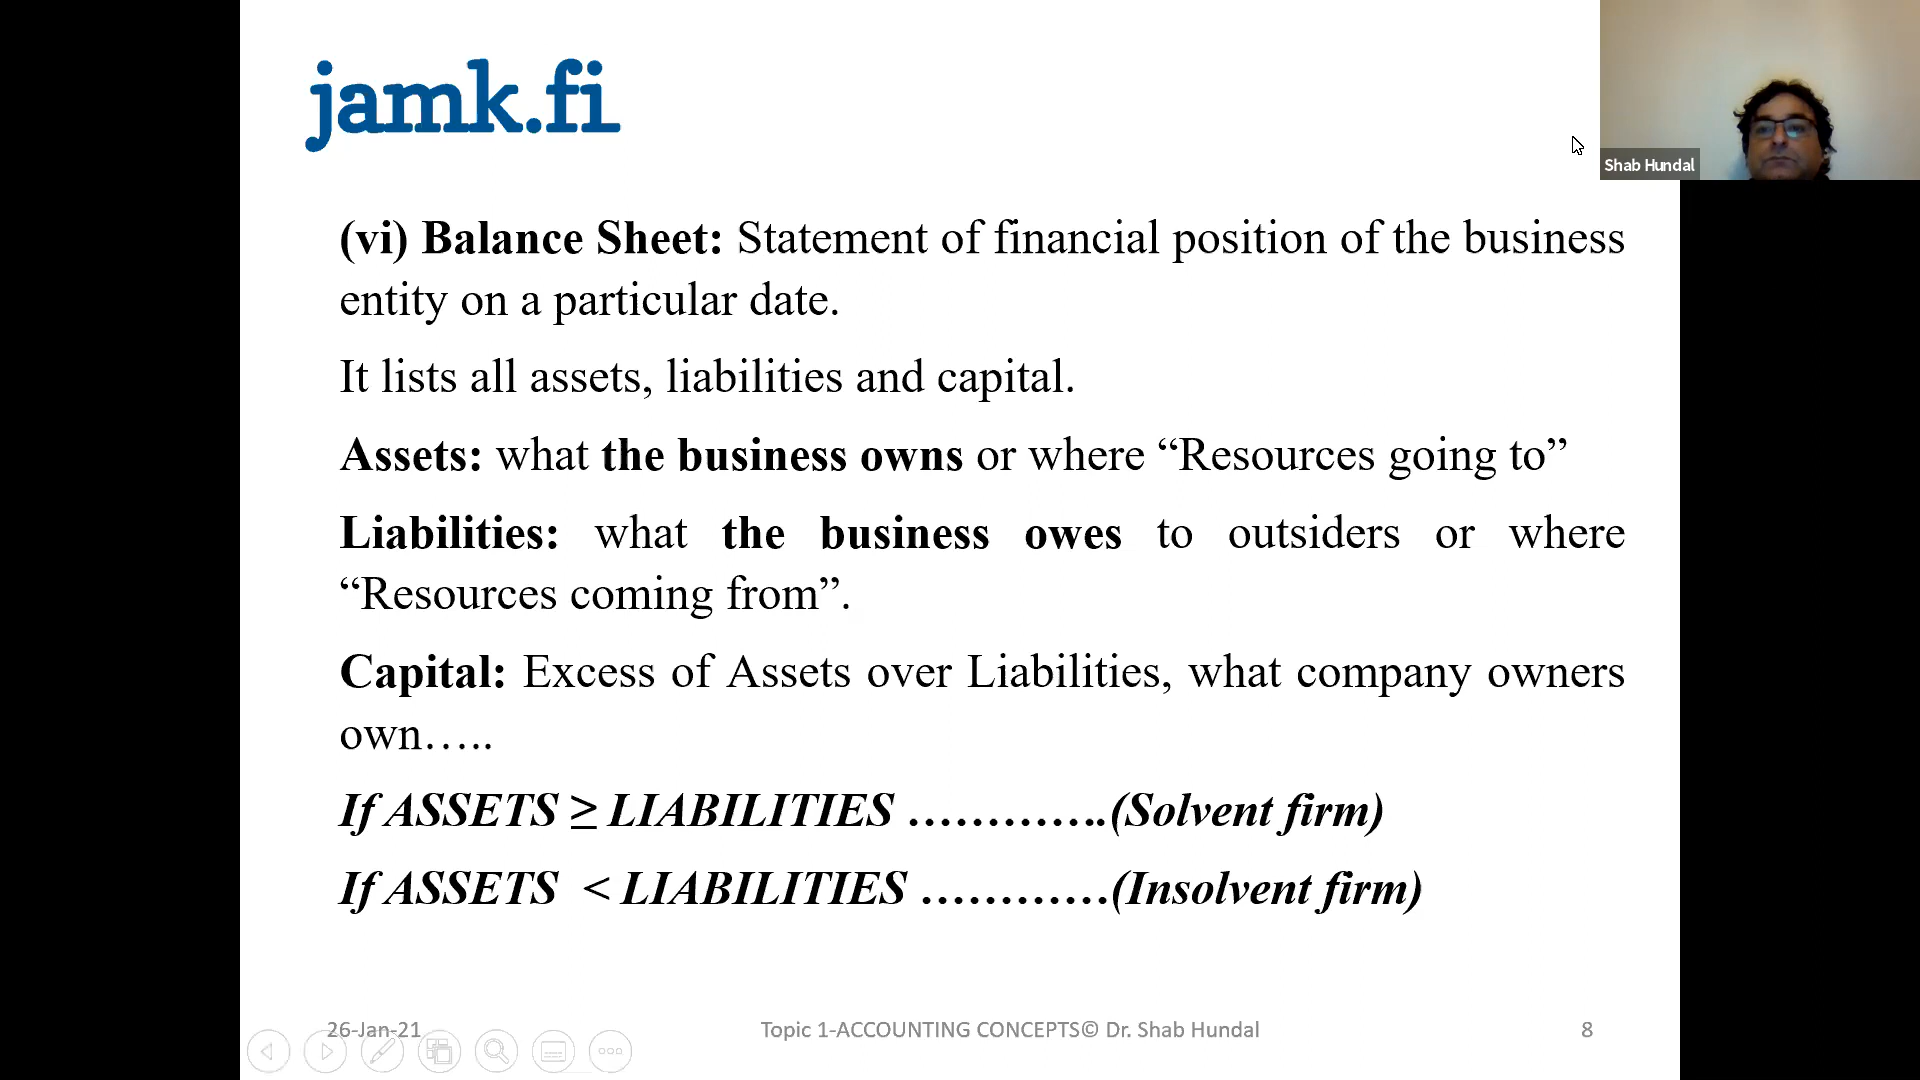 jamk.fi
Shab Hundal
(vi) Balance Sheet: Statement of financial position of the business
entity on a particular date.
It lists all assets, liabilities and capital.
Assets: what the business owns or where “Resources going to”
Liabilities: what the business owes to outsiders or where
“Resources coming from”.
Capital: Excess of Assets over Liabilities, what company owners
own…..
If ASSETS ≥ LIABILITIES ………….(Solvent firm)
If ASSETS < LIABILITIES …………(Insolvent firm)
26-Jan-21
Topic 1-ACCOUNTING CONCEPTS© Dr. Shab Hundal
8